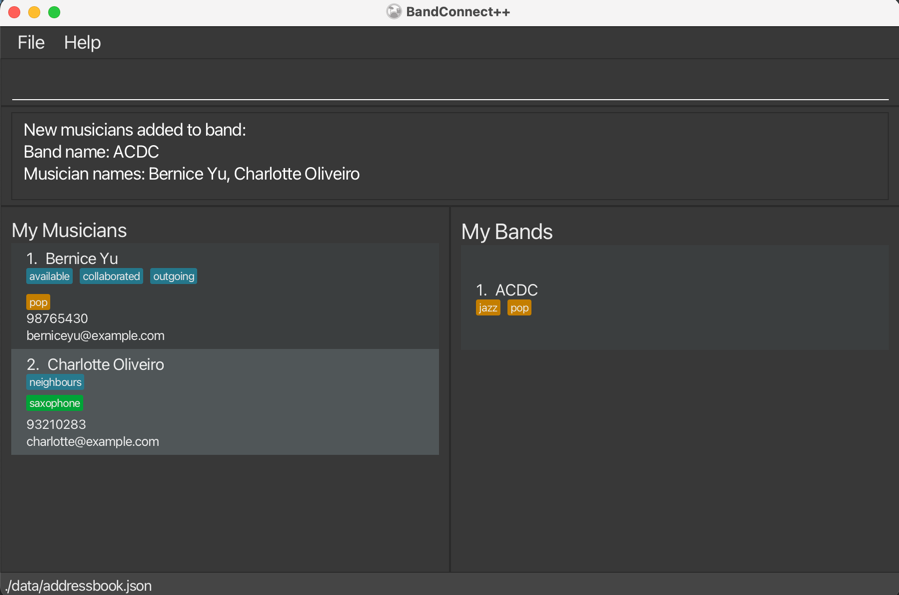 BandConnect++
File Help
New musicians added to band:
Band name: ACDC
Musician names: Bernice Yu, Charlotte Oliveiro
My Musicians
1. Bernice Yu
available collaborated outgoing
pop
98765430
berniceyu@example.com
2. Charlotte Oliveiro
neighbours
saxophone
93210283
charlotte@example.com
My Bands
1. ACDC
jazz pop
./data/addressbook.json